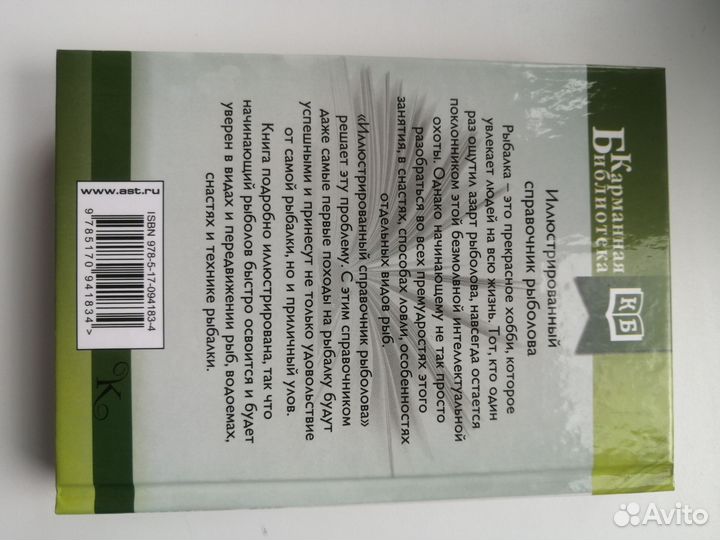 Карманная
Библиотека
КБ
Иллюстрированный
справочник рыболова
Рыбалка – это прекрасное хобби, которое
увлекает людей на всю жизнь. Тот, кто один
раз ощутил азарт рыболова, навсегда остается
поклонником этой безмолвной интеллектуальной
охоты. Однако начинающему не так просто
разобраться во всех премудростях этого
занятия, в снастях, способах ловли, особенностях
отдельных видов рыб.
«Иллюстрированный справочник рыболова»
решает эту проблему. С этим справочником
даже самые первые походы на рыбалку будут
успешными и принесут не только удовольствие
от самой рыбалки, но и приличный улов.
Книга подробно иллюстрирована, так что
начинающий рыболов быстро освоится и будет
уверен в видах и передвижении рыб, водоемах,
снастях и технике рыбалки.
www.ast.ru
ISBN 978-5-17-094183-4
9 785170 941834 >
К
Avito